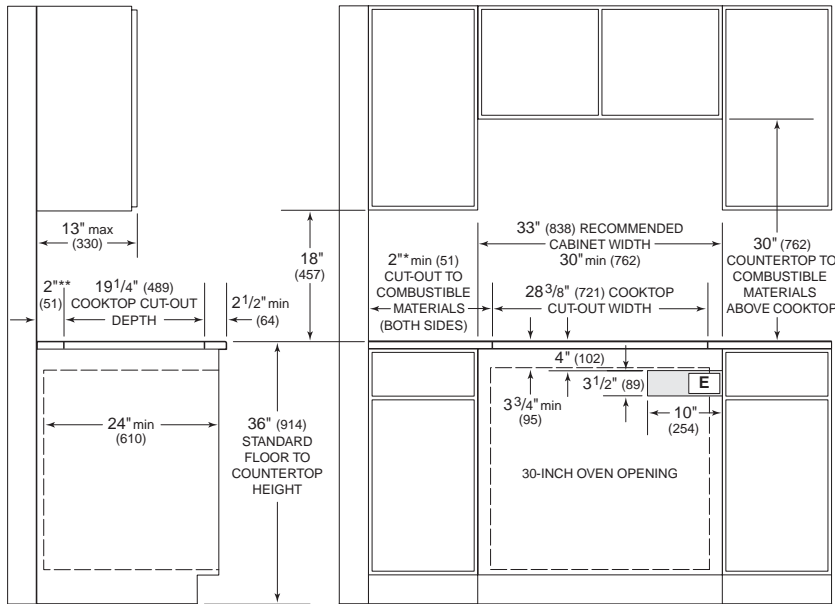 13" max
(330)
2"**
(51)
19 1/4" (489)
COOKTOP CUT-OUT
DEPTH
2 1/2" min
(64)
18"
(457)
24" min
(610)
36" (914)
STANDARD
FLOOR TO
COUNTERTOP
HEIGHT
33" (838) RECOMMENDED
CABINET WIDTH
30" min (762)
2"* min (51)
CUT-OUT TO
COMBUSTIBLE
MATERIALS
(BOTH SIDES)
28 3/8" (721) COOKTOP
CUT-OUT WIDTH
30" (762)
COUNTERTOP TO
COMBUSTIBLE
MATERIALS
ABOVE COOKTOP
4" (102)
3 1/2" (89)
E
3 3/4" min
(95)
10"
(254)
30-INCH OVEN OPENING